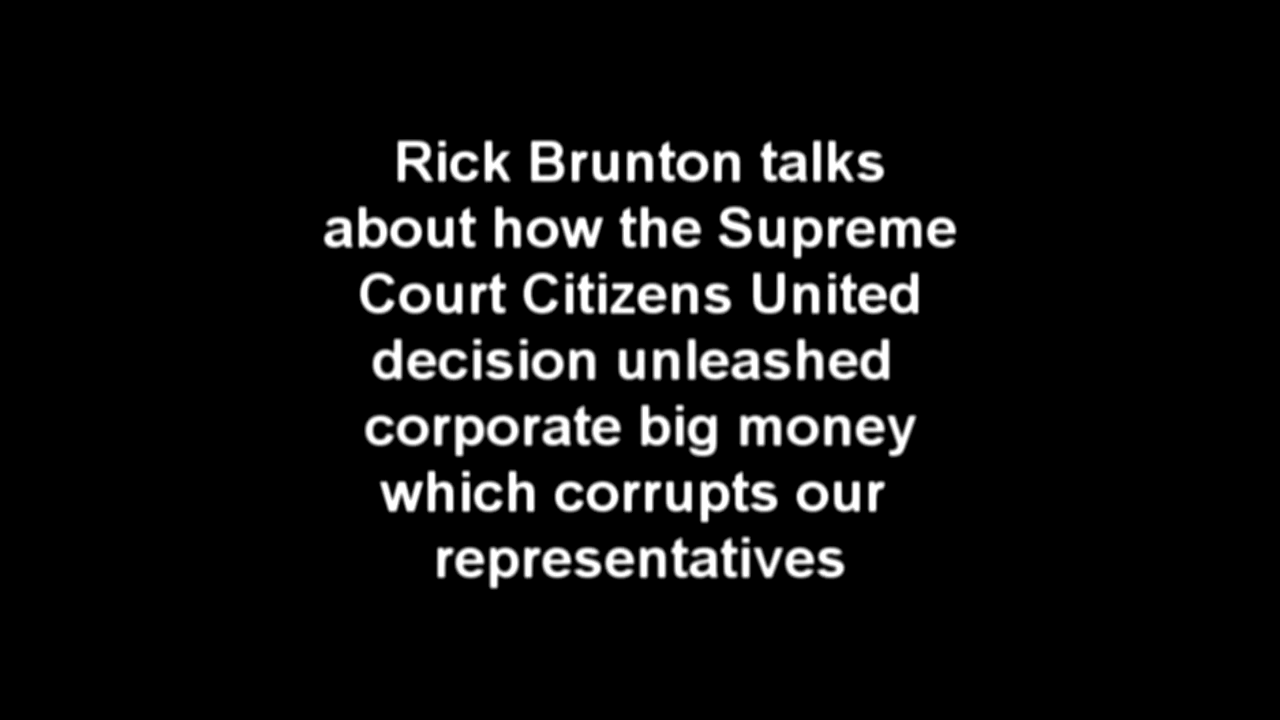 Rick Brunton talks
about how the Supreme
Court Citizens United
decision unleashed
corporate big money
which corrupts our
representatives